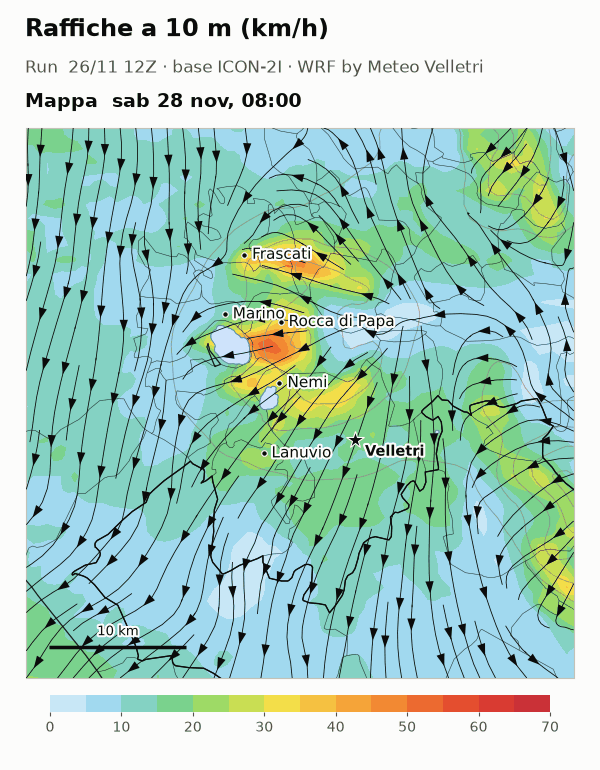 Raffiche a 10 m (km/h)
Run  26/11 12Z · base ICON-2I · WRF by Meteo Velletri
Mappa  sab 28 nov, 08:00
Frascati
Marino
Rocca di Papa
Nemi
Velletri
Lanuvio
10 km
0 10 20 30 40 50 60 70